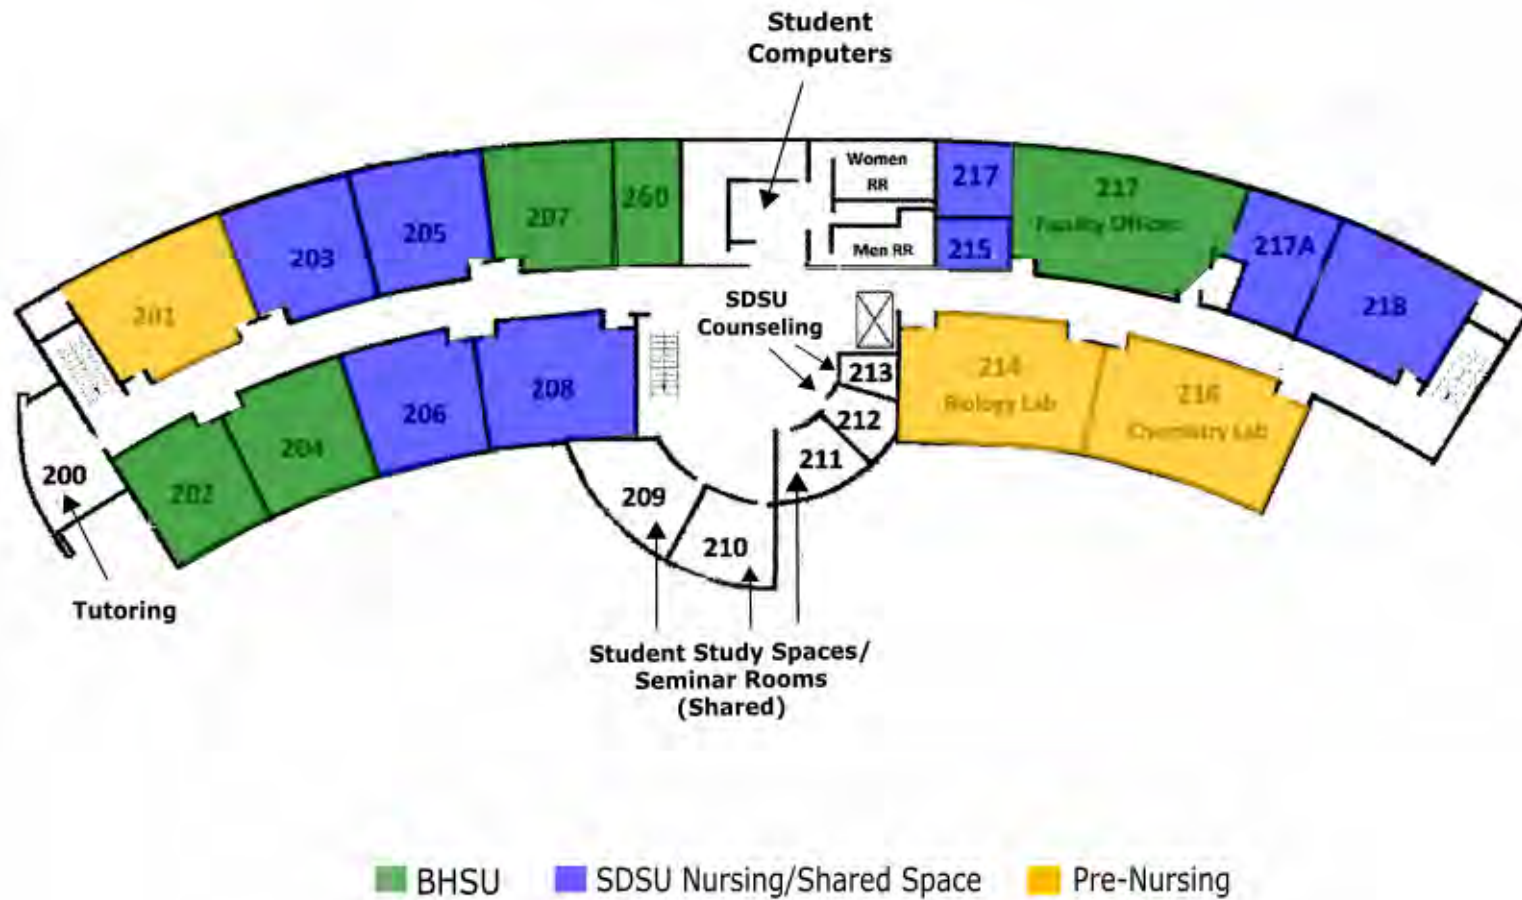 Student
Computers
Women
RR
217
217
Faculty Offices
260
207
205
203
201
Men RR
215
217A
218
SDSU
Counseling
213
212
211
214
Biology Lab
216
Chemistry Lab
208
206
204
202
200
209
210
Tutoring
Student Study Spaces/
Seminar Rooms
(Shared)
BHSU
SDSU Nursing/Shared Space
Pre-Nursing